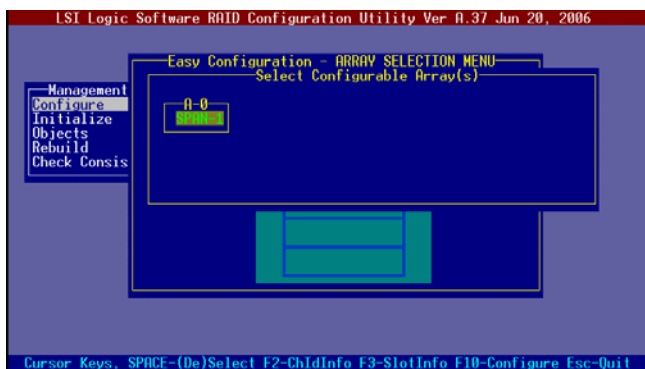 LSI Logic Software RAID Configuration Utility Ver A.37 Jun 20, 2006
Easy Configuration - ARRAY SELECTION MENU
Select Configurable Array(s)
Management
Configure
Initialize
Objects
Rebuild
Check Consis
A-0
SPAN-1
Cursor Keys, SPACE-(De)Select F2-ChIdInfo F3-SlotInfo F10-Configure Esc-Quit